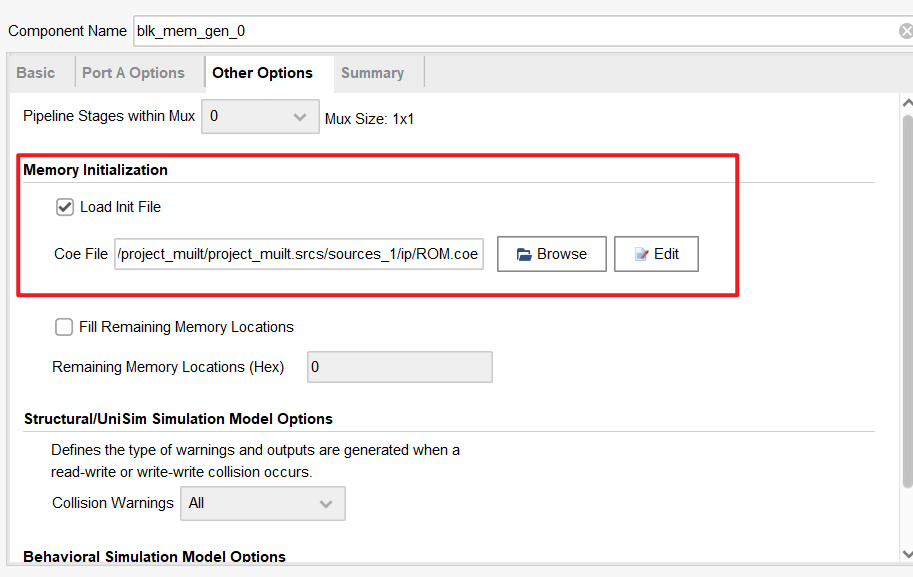 Component Name blk_mem_gen_0
Basic Port A Options Other Options Summary
Pipeline Stages within Mux 0 Mux Size: 1x1
Memory Initialization
Load Init File
Coe File /project_muilt/project_muilt.srcs/sources_1/ip/ROM.coe Browse Edit
Fill Remaining Memory Locations
Remaining Memory Locations (Hex) 0
Structural/UniSim Simulation Model Options
Defines the type of warnings and outputs are generated when a
read-write or write-write collision occurs.
Collision Warnings All
Behavioral Simulation Model Options